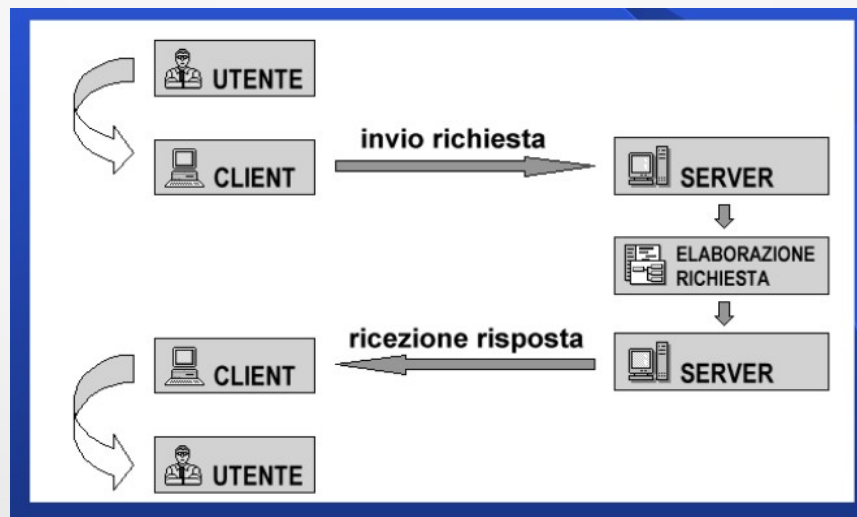 UTENTE
CLIENT
invio richiesta
SERVER
ELABORAZIONE
RICHIESTA
ricezione risposta
CLIENT
SERVER
UTENTE